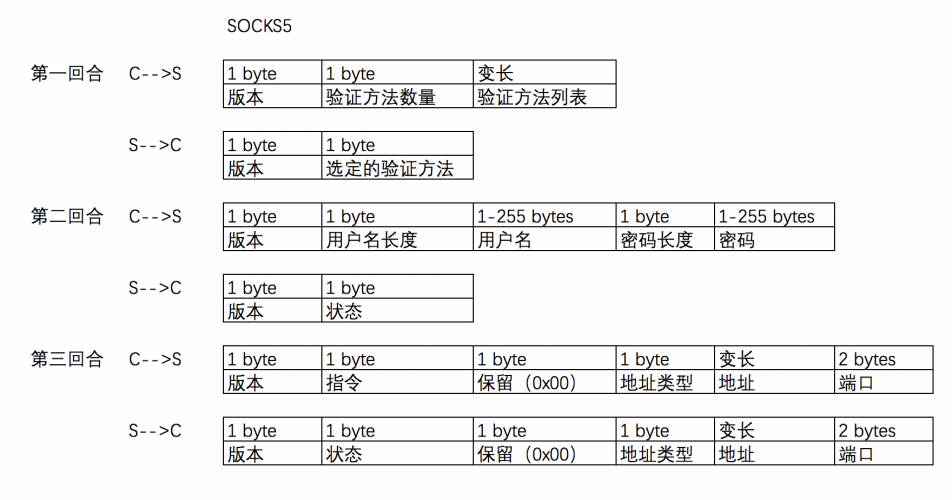 SOCKS5
第一回合 C-->S 1 byte 1 byte 变长
版本 验证方法数量 验证方法列表
S-->C 1 byte 1 byte
版本 选定的验证方法
第二回合 C-->S 1 byte 1 byte 1-255 bytes 1 byte 1-255 bytes
版本 用户名长度 用户名 密码长度 密码
S-->C 1 byte 1 byte
版本 状态
第三回合 C-->S 1 byte 1 byte 1 byte 1 byte 变长 2 bytes
版本 指令 保留（0x00） 地址类型 地址 端口
S-->C 1 byte 1 byte 1 byte 1 byte 变长 2 bytes
版本 状态 保留（0x00） 地址类型 地址 端口